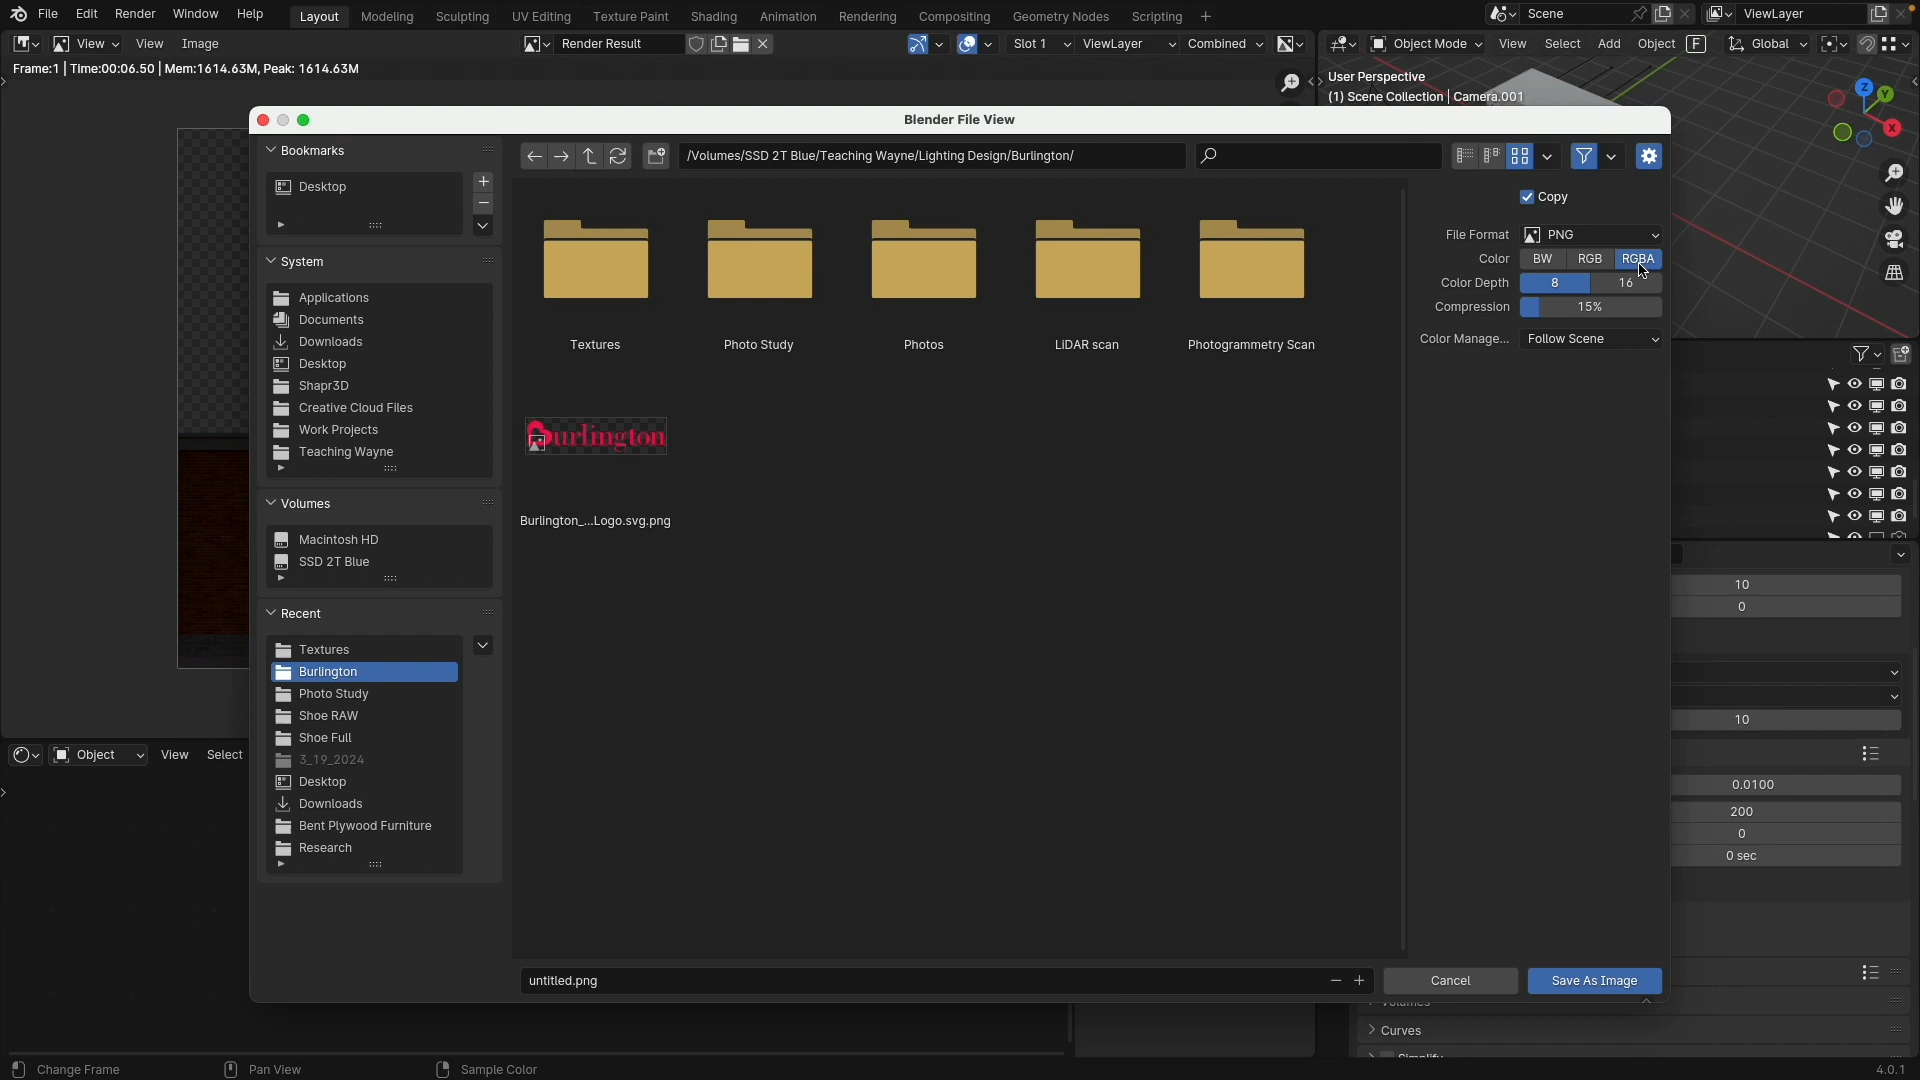 File Edit Render Window Help Layout Modeling Sculpting UV Editing Texture Paint Shading Animation Rendering Compositing Geometry Nodes Scripting + Scene ViewLayer
View View Image Render Result Slot 1 ViewLayer Combined Object Mode View Select Add Object F Global
Frame:1 | Time:00:06.50 | Mem:1614.63M, Peak: 1614.63M
User Perspective
(1) Scene Collection | Camera.001
Z Y X
Blender File View
Bookmarks
Desktop
System
Applications
Documents
Downloads
Desktop
Shapr3D
Creative Cloud Files
Work Projects
Teaching Wayne
Volumes
Macintosh HD
SSD 2T Blue
Recent
Textures
Burlington
Photo Study
Shoe RAW
Shoe Full
3_19_2024
Desktop
Downloads
Bent Plywood Furniture
Research
/Volumes/SSD 2T Blue/Teaching Wayne/Lighting Design/Burlington/
Textures Photo Study Photos LiDAR scan Photogrammetry Scan
Burlington
Burlington_...Logo.svg.png
Copy
File Format PNG
Color BW RGB RGBA
Color Depth 8 16
Compression 15%
Color Manage... Follow Scene
untitled.png
Cancel
Save As Image
Object View Select
10
0
10
0.0100
200
0
0 sec
Volumes
Curves
Simplify
Change Frame Pan View Sample Color 4.0.1